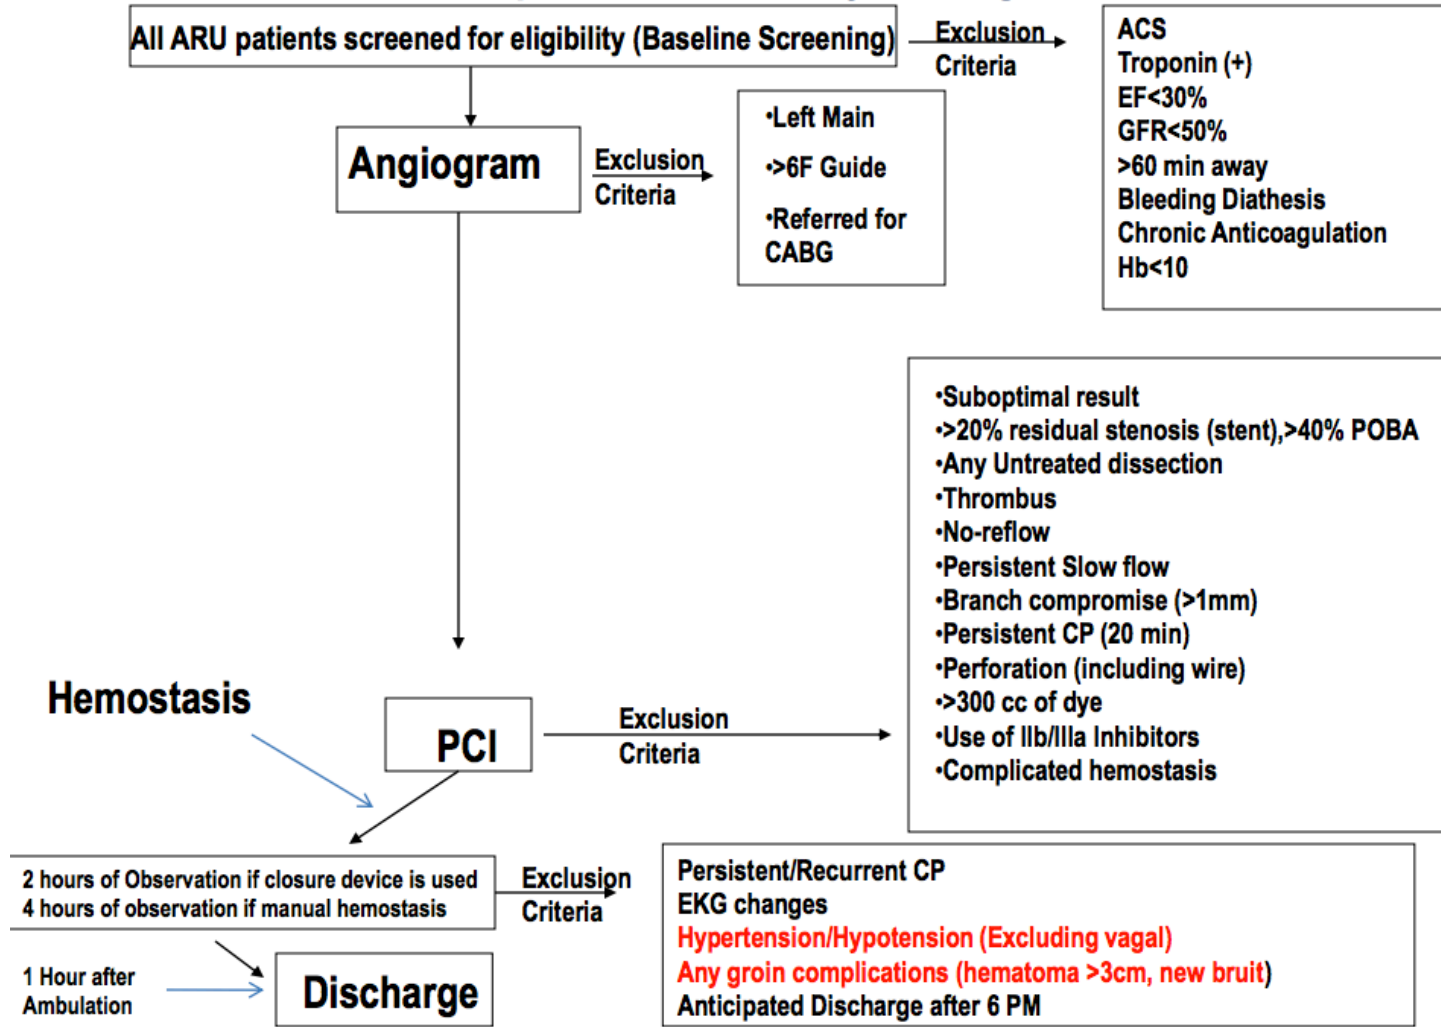 All ARU patients screened for eligibility (Baseline Screening)
Exclusion
Criteria
ACS
Troponin (+)
EF<30%
GFR<50%
>60 min away
Bleeding Diathesis
Chronic Anticoagulation
Hb<10
Angiogram
Exclusion
Criteria
•Left Main
•>6F Guide
•Referred for
CABG
Hemostasis
PCI
Exclusion
Criteria
•Suboptimal result
•>20% residual stenosis (stent),>40% POBA
•Any Untreated dissection
•Thrombus
•No-reflow
•Persistent Slow flow
•Branch compromise (>1mm)
•Persistent CP (20 min)
•Perforation (including wire)
•>300 cc of dye
•Use of IIb/IIIa Inhibitors
•Complicated hemostasis
2 hours of Observation if closure device is used
4 hours of observation if manual hemostasis
Exclusion
Criteria
Persistent/Recurrent CP
EKG changes
Hypertension/Hypotension (Excluding vagal)
Any groin complications (hematoma >3cm, new bruit)
Anticipated Discharge after 6 PM
1 Hour after
Ambulation
Discharge